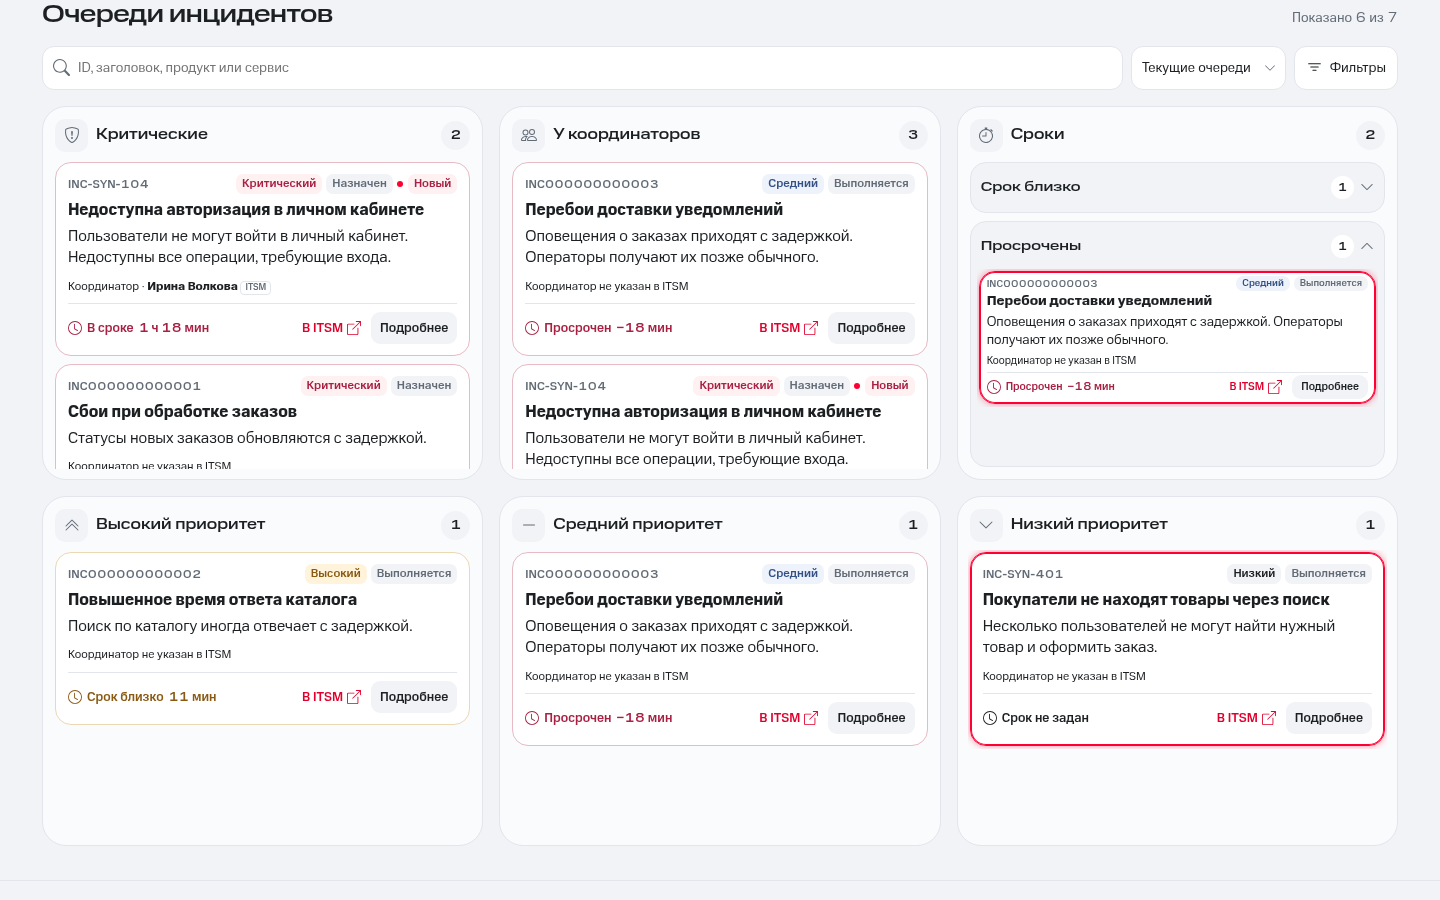 Очереди инцидентов
Показано 6 из 7
ID, заголовок, продукт или сервис
Текущие очереди
Фильтры
Критические
2
INC-SYN-104
Критический
Назначен
Новый
Недоступна авторизация в личном кабинете
Пользователи не могут войти в личный кабинет.
Недоступны все операции, требующие входа.
Координатор · Ирина Волкова ITSM
В сроке 1 ч 18 мин
В ITSM
Подробнее
INC000000000001
Критический
Назначен
Сбои при обработке заказов
Статусы новых заказов обновляются с задержкой.
Координатор не указан в ITSM
У координаторов
3
INC000000000003
Средний
Выполняется
Перебои доставки уведомлений
Оповещения о заказах приходят с задержкой.
Операторы получают их позже обычного.
Координатор не указан в ITSM
Просрочен −18 мин
В ITSM
Подробнее
INC-SYN-104
Критический
Назначен
Новый
Недоступна авторизация в личном кабинете
Пользователи не могут войти в личный кабинет.
Недоступны все операции, требующие входа.
Сроки
2
Срок близко
1
Просрочены
1
INC000000000003
Средний
Выполняется
Перебои доставки уведомлений
Оповещения о заказах приходят с задержкой. Операторы
получают их позже обычного.
Координатор не указан в ITSM
Просрочен −18 мин
В ITSM
Подробнее
Высокий приоритет
1
INC000000000002
Высокий
Выполняется
Повышенное время ответа каталога
Поиск по каталогу иногда отвечает с задержкой.
Координатор не указан в ITSM
Срок близко 11 мин
В ITSM
Подробнее
Средний приоритет
1
INC000000000003
Средний
Выполняется
Перебои доставки уведомлений
Оповещения о заказах приходят с задержкой.
Операторы получают их позже обычного.
Координатор не указан в ITSM
Просрочен −18 мин
В ITSM
Подробнее
Низкий приоритет
1
INC-SYN-401
Низкий
Выполняется
Покупатели не находят товары через поиск
Несколько пользователей не могут найти нужный
товар и оформить заказ.
Координатор не указан в ITSM
Срок не задан
В ITSM
Подробнее